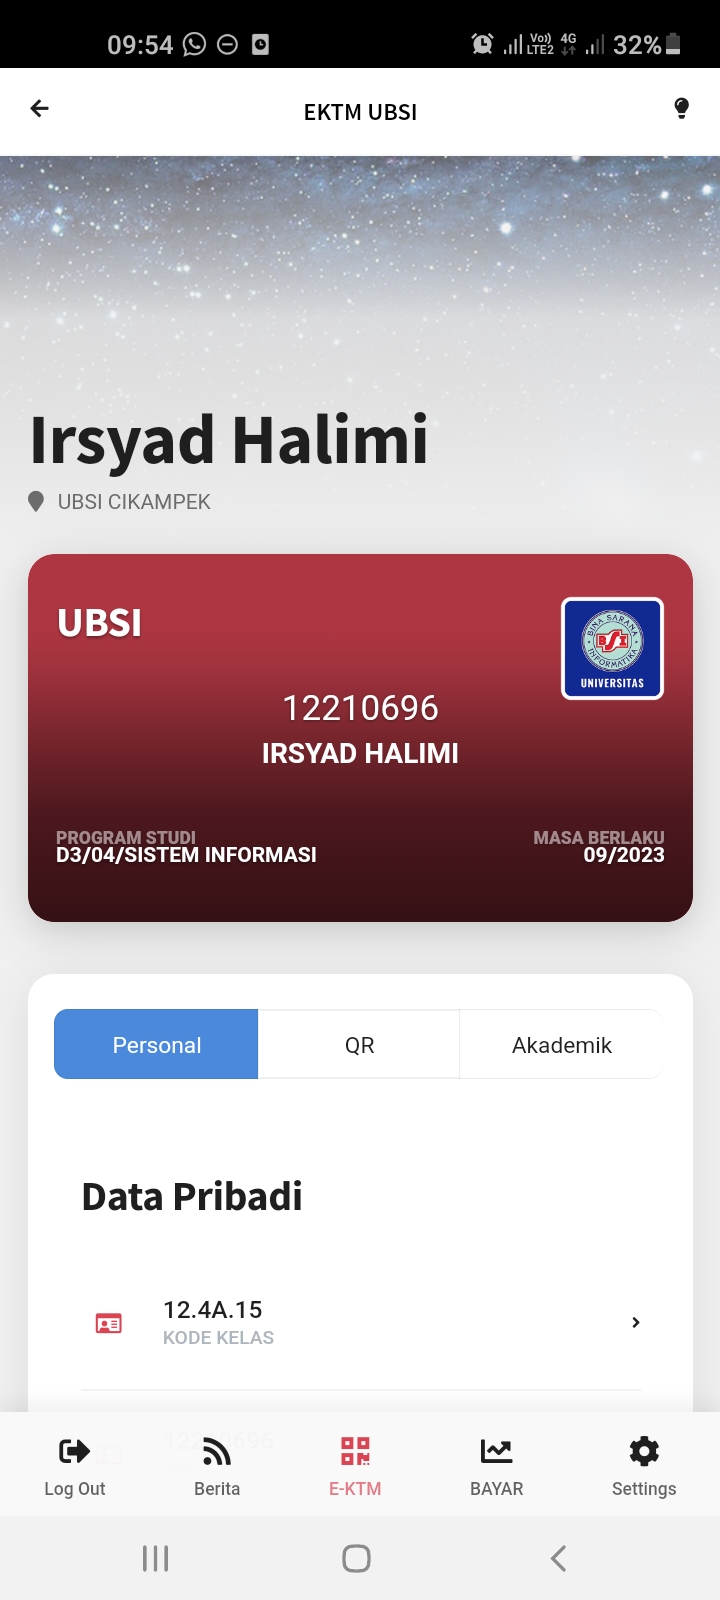 09:54
Vo)) 4G
LTE2
32%
EKTM UBSI
Irsyad Halimi
UBSI CIKAMPEK
UBSI
BINA SARANA
BSI
INFORMATIKA
UNIVERSITAS
12210696
IRSYAD HALIMI
PROGRAM STUDI
D3/04/SISTEM INFORMASI
MASA BERLAKU
09/2023
Personal
QR
Akademik
Data Pribadi
12.4A.15
KODE KELAS
12210696
Log Out
Berita
E-KTM
BAYAR
Settings